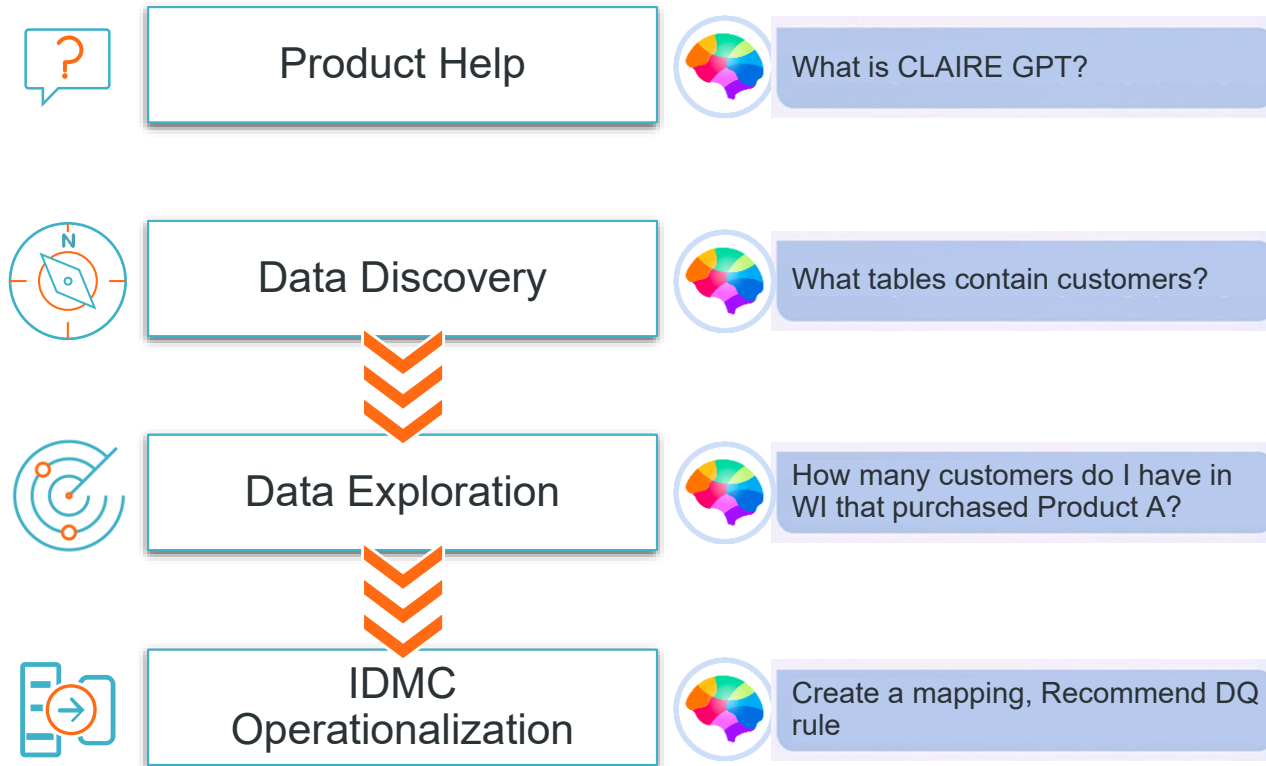 ?
Product Help
What is CLAIRE GPT?
N
Data Discovery
What tables contain customers?
Data Exploration
How many customers do I have in
WI that purchased Product A?
IDMC
Operationalization
Create a mapping, Recommend DQ
rule